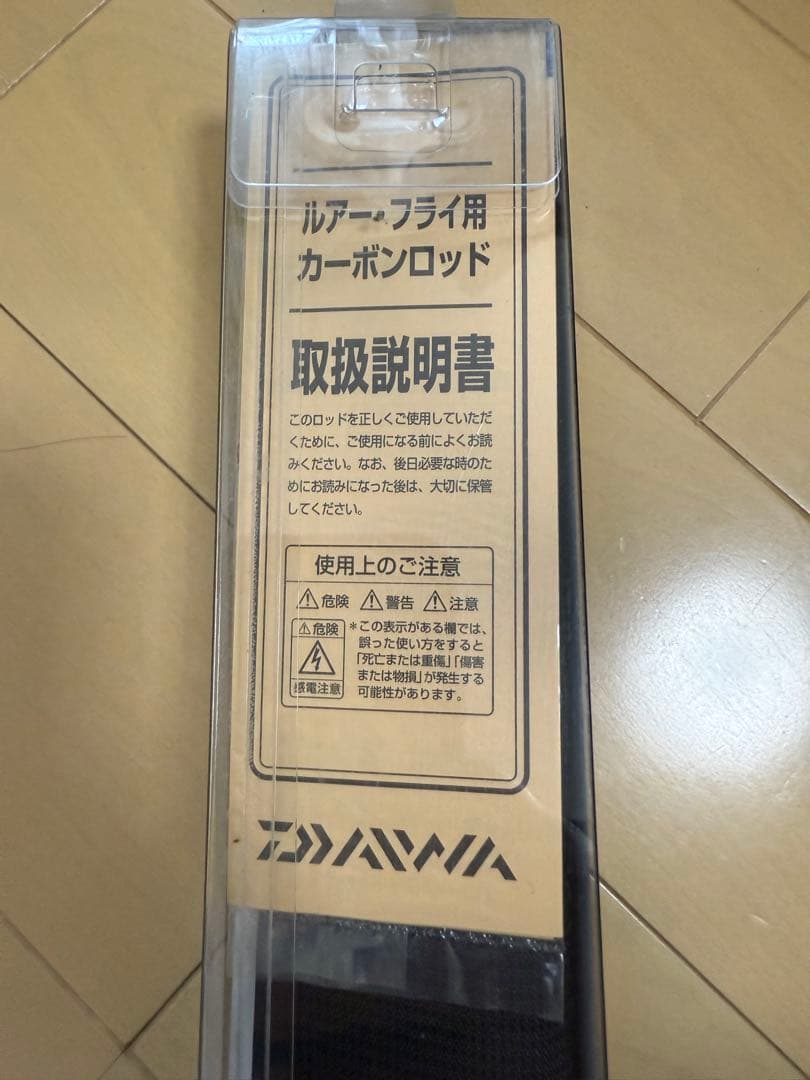 ルアー・フライ用
カーボンロッド
取扱説明書
このロッドを正しくご使用していただ
くために、ご使用になる前によくお読
みください。なお、後日必要な時のた
めにお読みになった後は、大切に保管
してください。
使用上のご注意
⚠危険 ⚠警告 ⚠注意
⚠危険
感電注意
*この表示がある欄では、
誤った使い方をすると
「死亡または重傷」「傷害
または物損」が発生する
可能性があります。
DAIWA